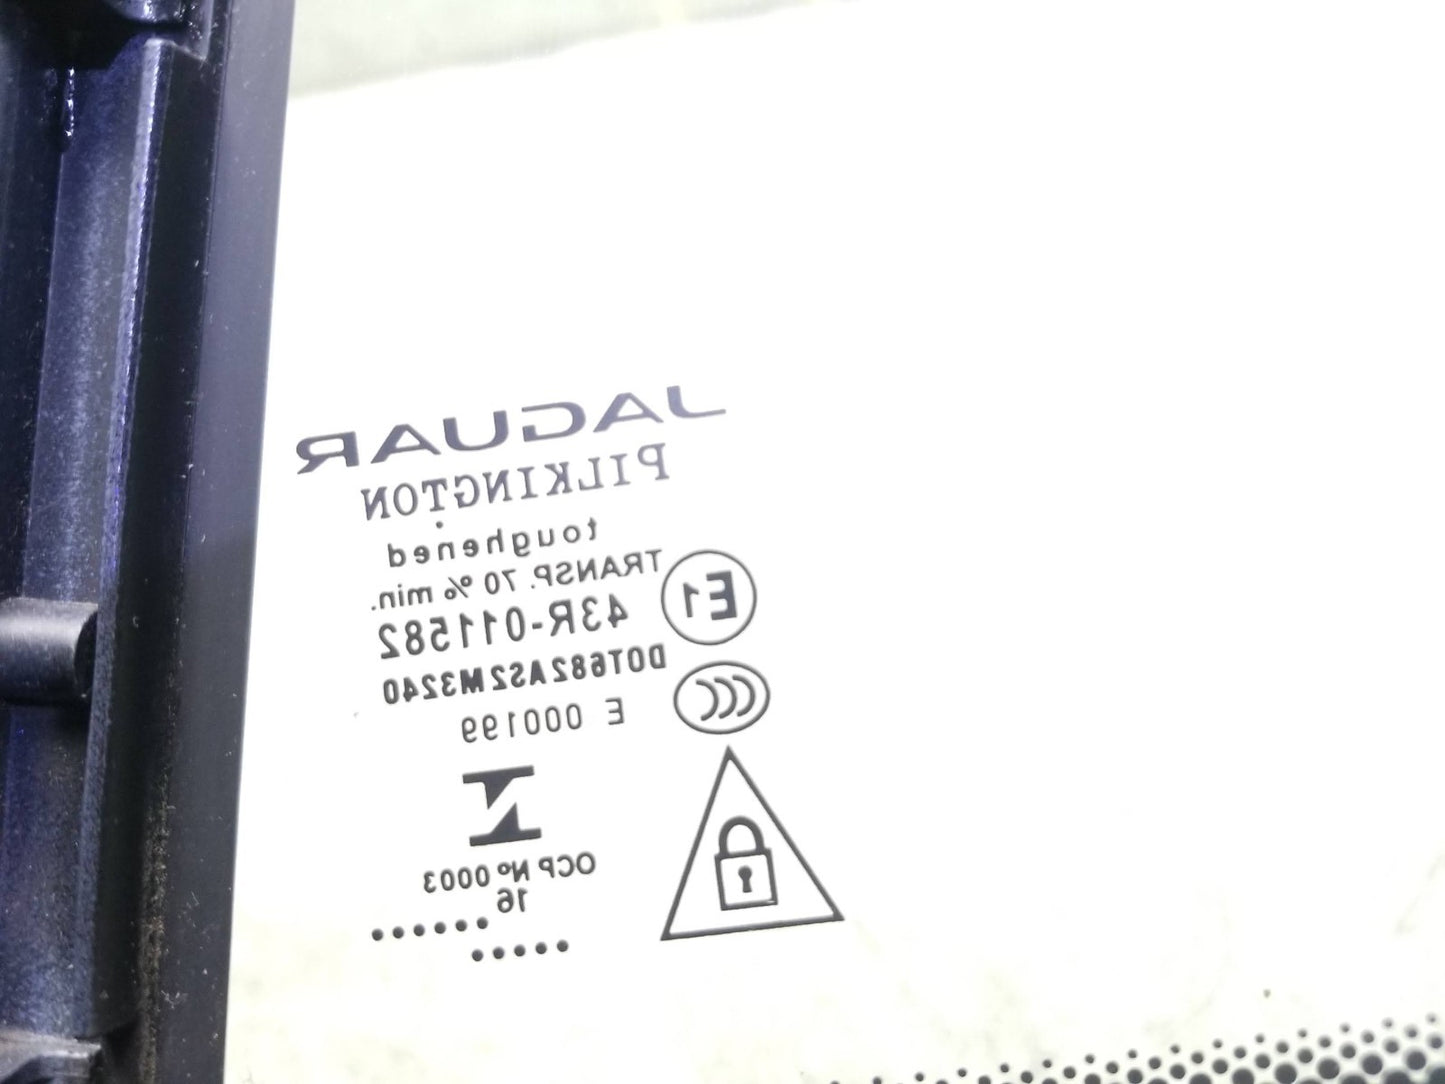 JAGUAR
PILKINGTON
toughened
TRANSP. 70 % min.
E1
43R-011582
DOT682AS2M3240
CCC
E 000199
OCP Nº 0003
16